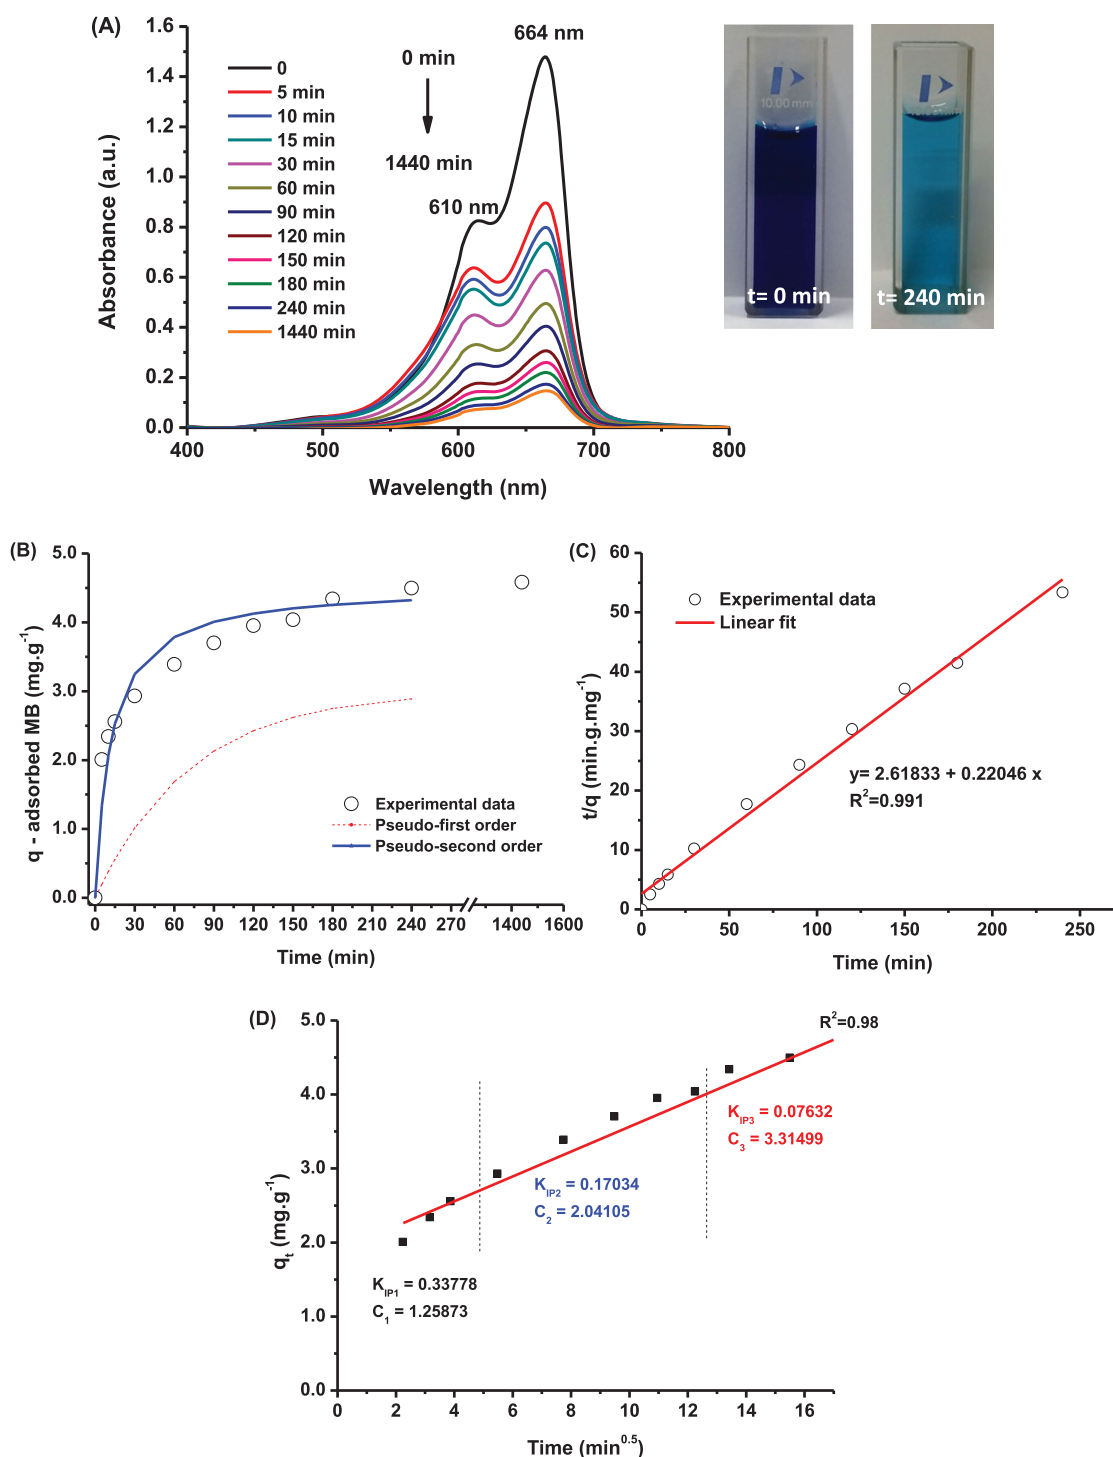 (A)
1.6
1.4
1.2
1.0
0.8
0.6
0.4
0.2
0.0
Absorbance (a.u.)
400
500
600
700
800
Wavelength (nm)
0
5 min
10 min
15 min
30 min
60 min
90 min
120 min
150 min
180 min
240 min
1440 min
0 min
1440 min
610 nm
664 nm
10.00 mm
t= 0 min
t= 240 min
(B)
5.0
4.0
3.0
2.0
1.0
0.0
q - adsorbed MB (mg.g⁻¹)
0 30 60 90 120 150 180 210 240 270 1400 1600
Time (min)
Experimental data
Pseudo-first order
Pseudo-second order
(C)
60
50
40
30
20
10
0
t/q (min.g.mg⁻¹)
0 50 100 150 200 250
Time (min)
Experimental data
Linear fit
y= 2.61833 + 0.22046 x
R²=0.991
(D)
5.0
4.0
3.0
2.0
1.0
0.0
qₜ (mg.g⁻¹)
0 2 4 6 8 10 12 14 16
Time (min⁰·⁵)
R²=0.98
K_IP1 = 0.33778
C₁ = 1.25873
K_IP2 = 0.17034
C₂ = 2.04105
K_IP3 = 0.07632
C₃ = 3.31499